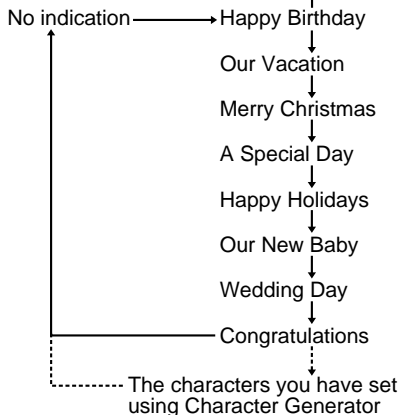 No indication Happy Birthday
Our Vacation
Merry Christmas
A Special Day
Happy Holidays
Our New Baby
Wedding Day
Congratulations
The characters you have set
using Character Generator